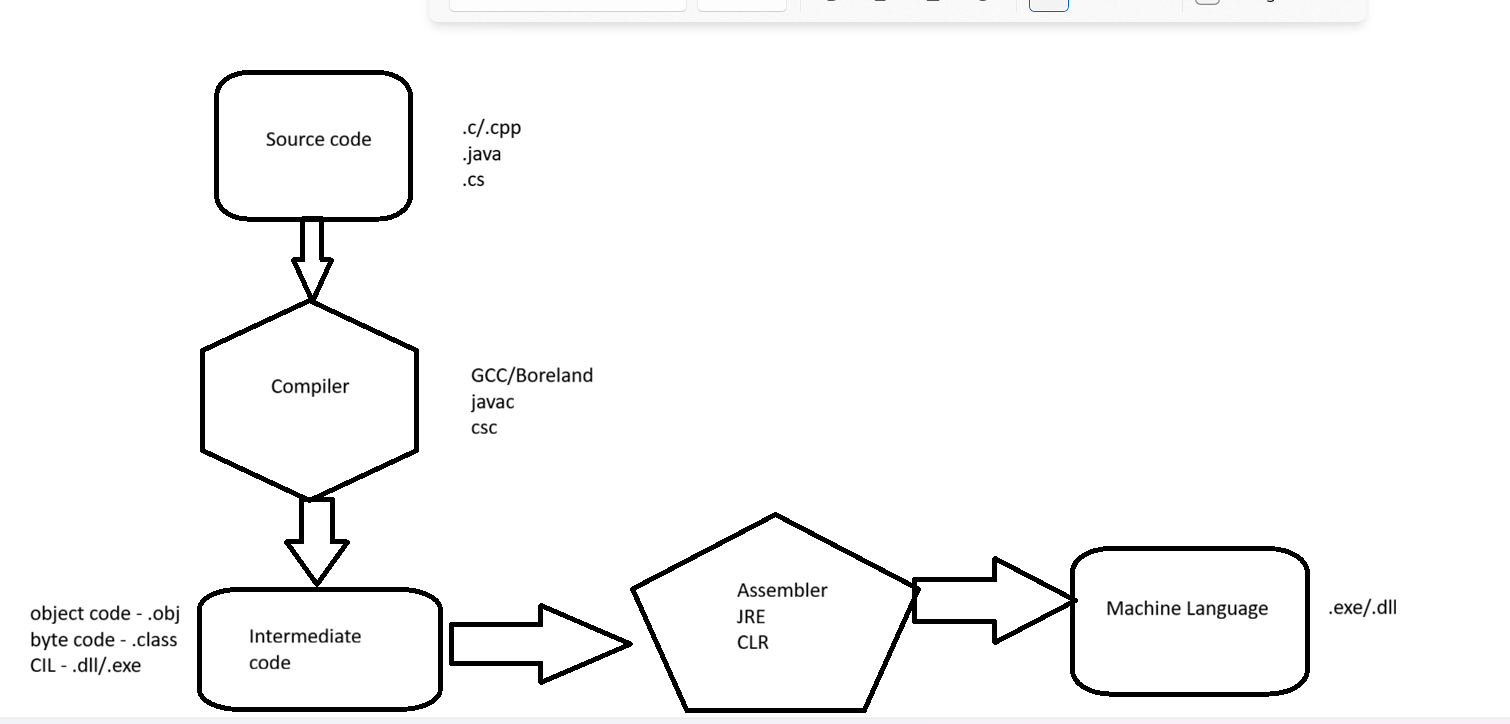 Source code
.c/.cpp
.java
.cs
Compiler
GCC/Boreland
javac
csc
object code - .obj
byte code - .class
CIL - .dll/.exe
Intermediate
code
Assembler
JRE
CLR
Machine Language
.exe/.dll